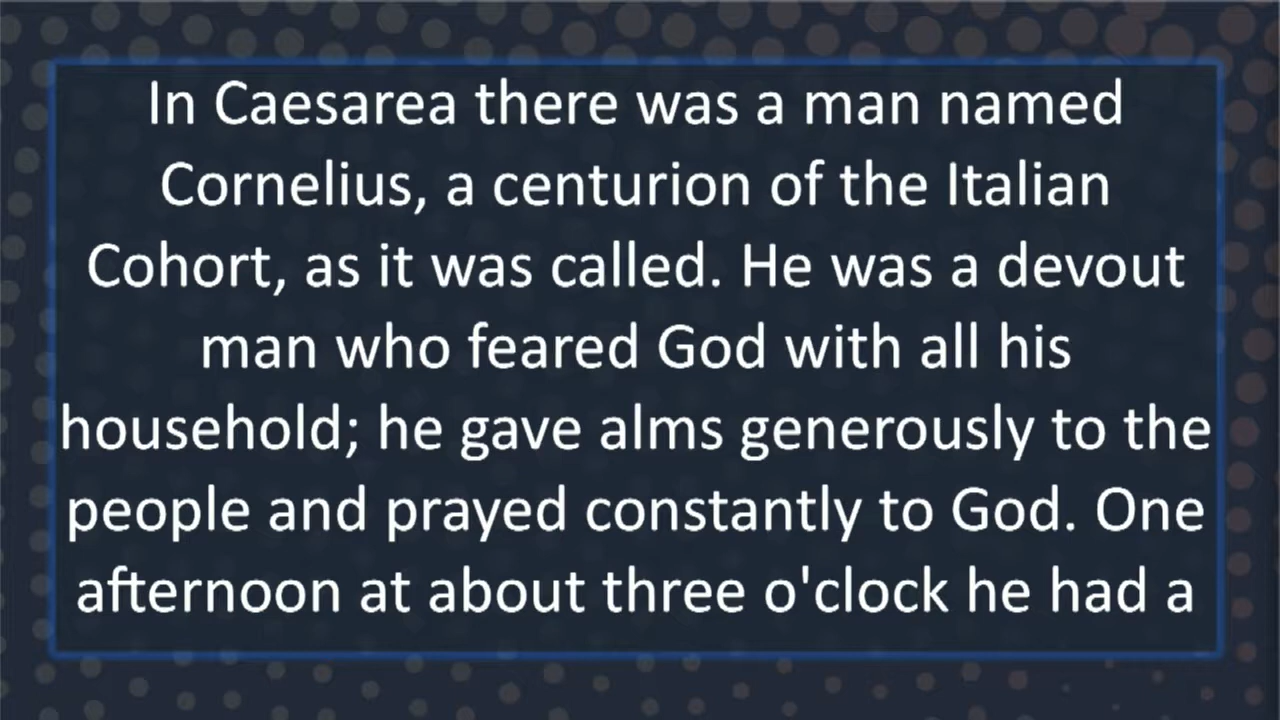 In Caesarea there was a man named
Cornelius, a centurion of the Italian
Cohort, as it was called. He was a devout
man who feared God with all his
household; he gave alms generously to the
people and prayed constantly to God. One
afternoon at about three o'clock he had a